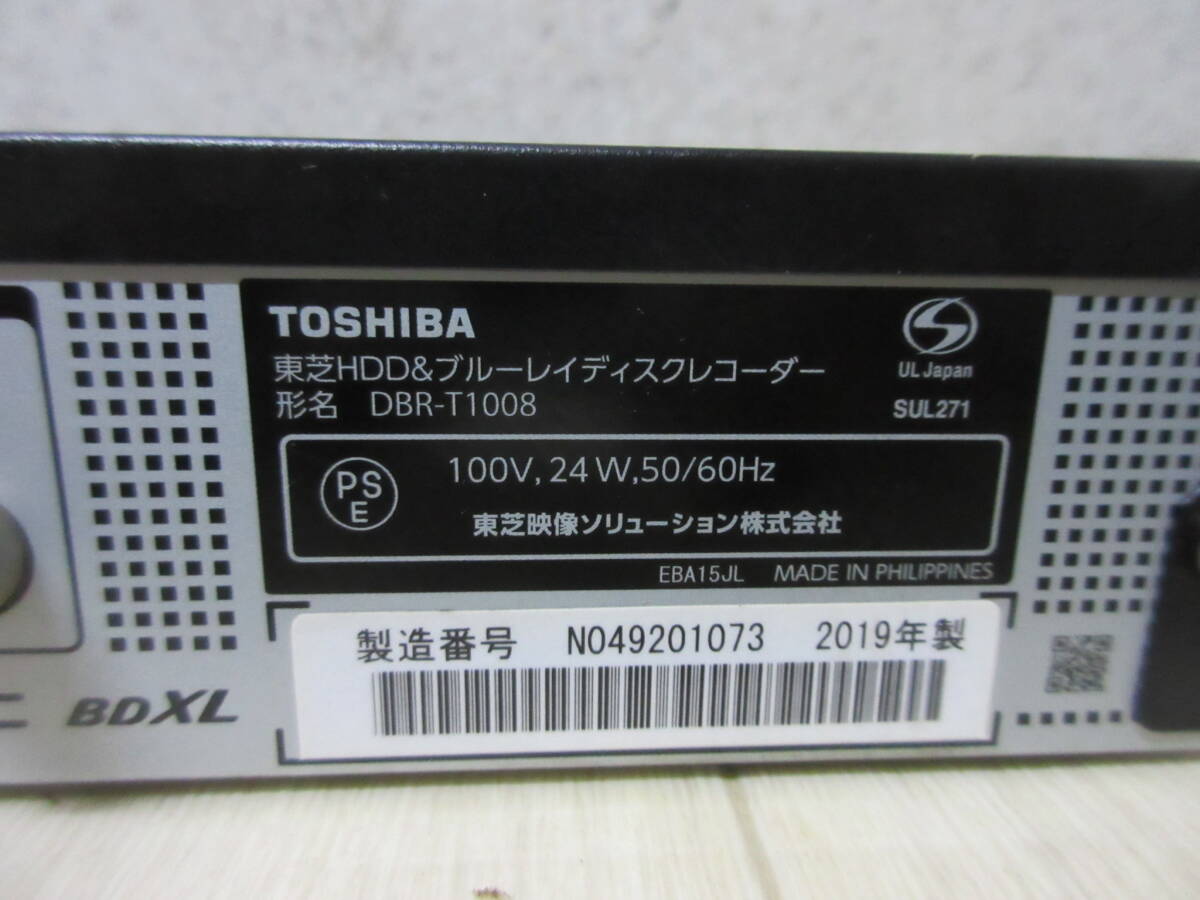 TOSHIBA
東芝HDD&ブルーレイディスクレコーダー
形名 DBR-T1008
UL Japan
SUL271
PS
E
100V, 24 W,50/60Hz
東芝映像ソリューション株式会社
EBA15JL MADE IN PHILIPPINES
製造番号 N049201073 2019年製
BDXL